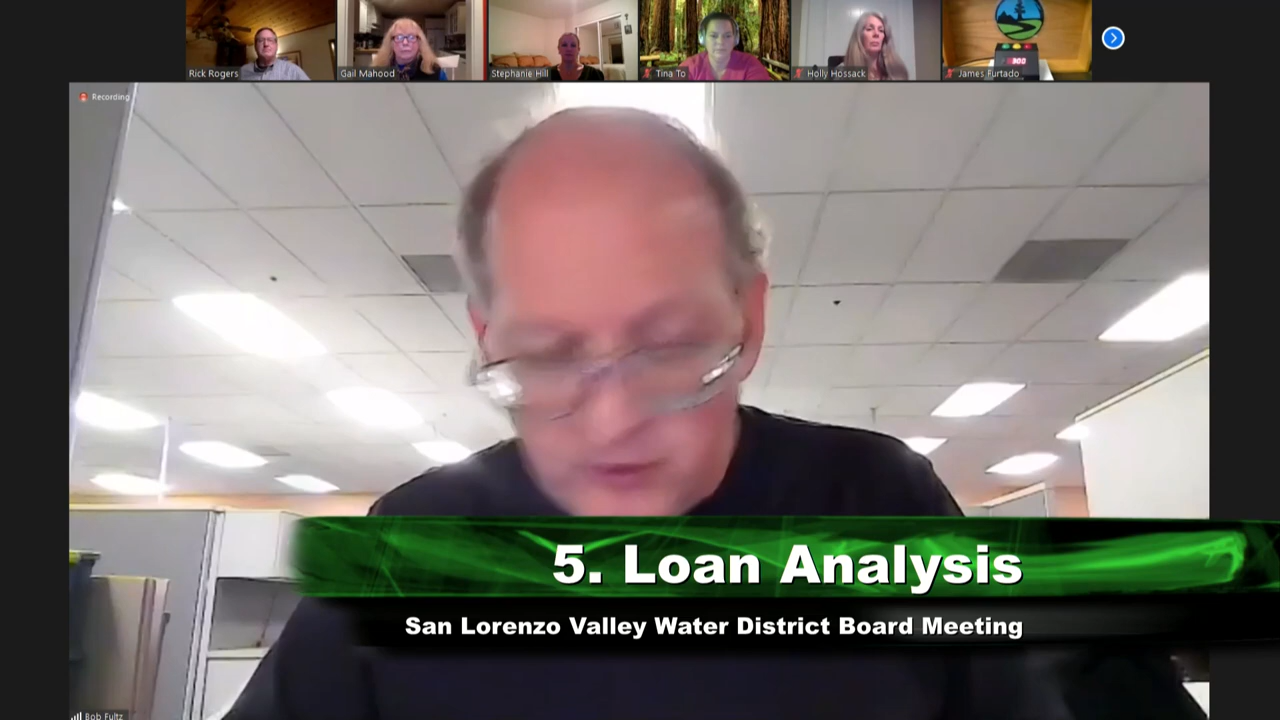 Rick Rogers
Gail Mahood
Stephanie Hill
Tina To
Holly Hossack
James Furtado
300
Recording
5. Loan Analysis
San Lorenzo Valley Water District Board Meeting
Bob Fultz